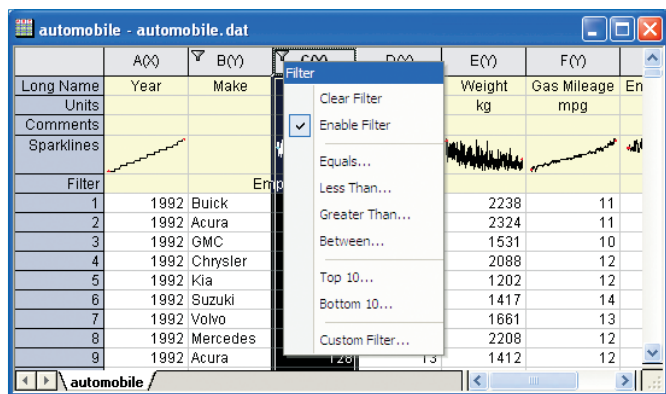 automobile - automobile.dat
A(X) B(Y) C(Y) D(Y) E(Y) F(Y)
Filter
Long Name Year Make Weight Gas Mileage En
Units kg mpg
Clear Filter
Comments
Enable Filter
Sparklines
Equals...
Filter Emp
Less Than...
1 1992 Buick 2238 11
Greater Than...
2 1992 Acura 2324 11
3 1992 GMC 1531 10
Between...
4 1992 Chrysler 2088 12
Top 10...
5 1992 Kia 1202 12
Bottom 10...
6 1992 Suzuki 1417 14
7 1992 Volvo 1661 13
Custom Filter...
8 1992 Mercedes 2208 12
9 1992 Acura 128 13 1412 12
automobile